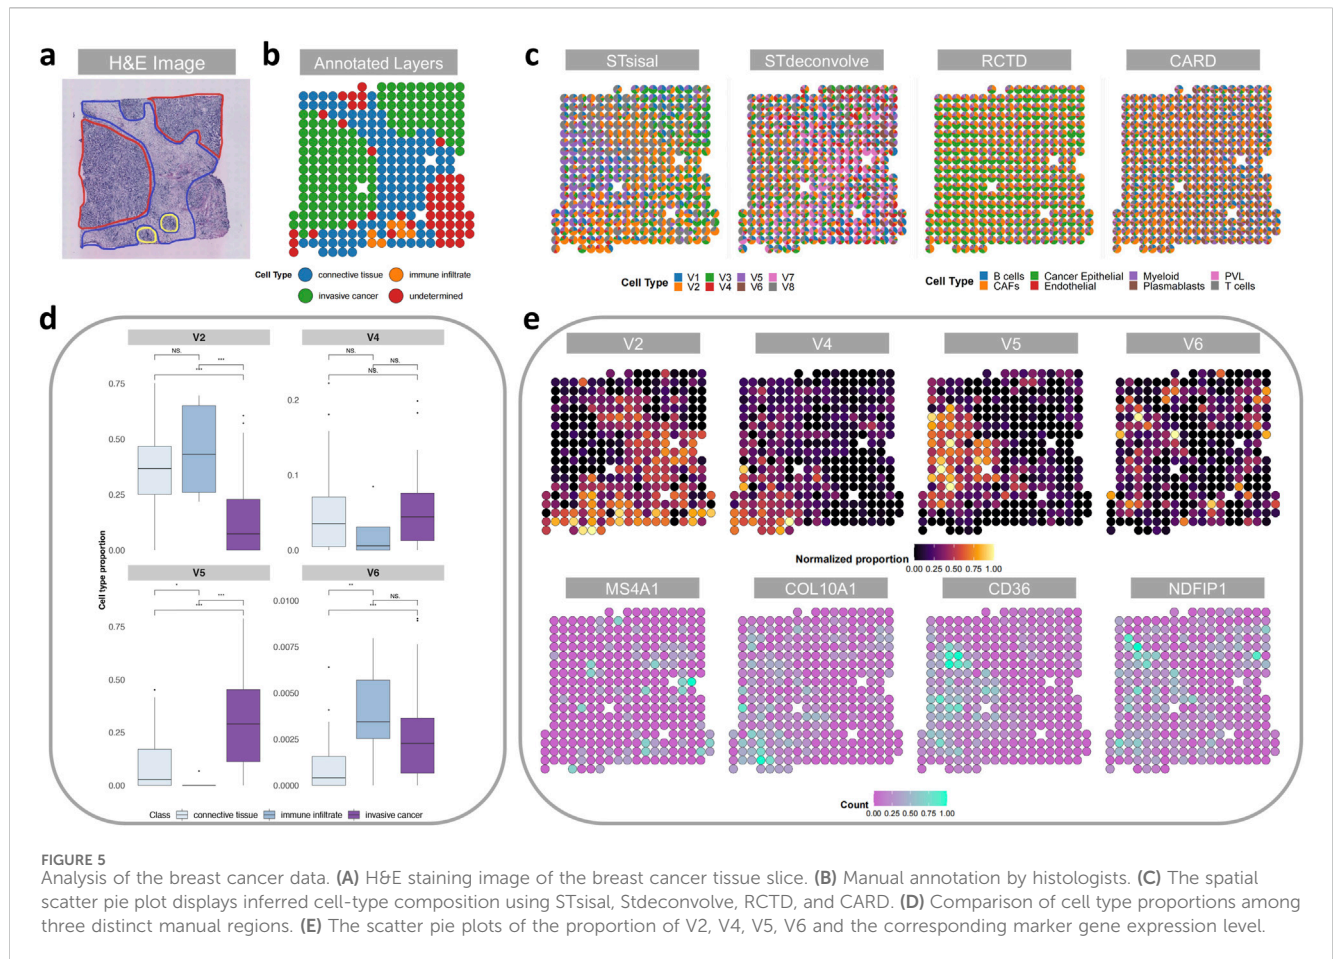 a
H&E Image
b
Annotated Layers
Cell Type
connective tissue
immune infiltrate
invasive cancer
undetermined
c
STsisal
STdeconvolve
RCTD
CARD
Cell Type
V1
V3
V5
V7
V2
V4
V6
V8
Cell Type
B cells
Cancer Epithelial
Myeloid
PVL
CAFs
Endothelial
Plasmablasts
T cells
d
V2
V4
NS.
***
***
NS.
NS.
NS.
0.75
0.50
0.25
0.00
0.2
0.1
0.0
Cell type proportion
V5
V6
*
***
***
**
NS.
***
0.75
0.50
0.25
0.00
0.0100
0.0075
0.0050
0.0025
0.0000
Class
connective tissue
immune infiltrate
invasive cancer
e
V2
V4
V5
V6
Normalized proportion
0.00 0.25 0.50 0.75 1.00
MS4A1
COL10A1
CD36
NDFIP1
Count
0.00 0.25 0.50 0.75 1.00
FIGURE 5
Analysis of the breast cancer data. (A) H&E staining image of the breast cancer tissue slice. (B) Manual annotation by histologists. (C) The spatial
scatter pie plot displays inferred cell-type composition using STsisal, Stdeconvolve, RCTD, and CARD. (D) Comparison of cell type proportions among
three distinct manual regions. (E) The scatter pie plots of the proportion of V2, V4, V5, V6 and the corresponding marker gene expression level.